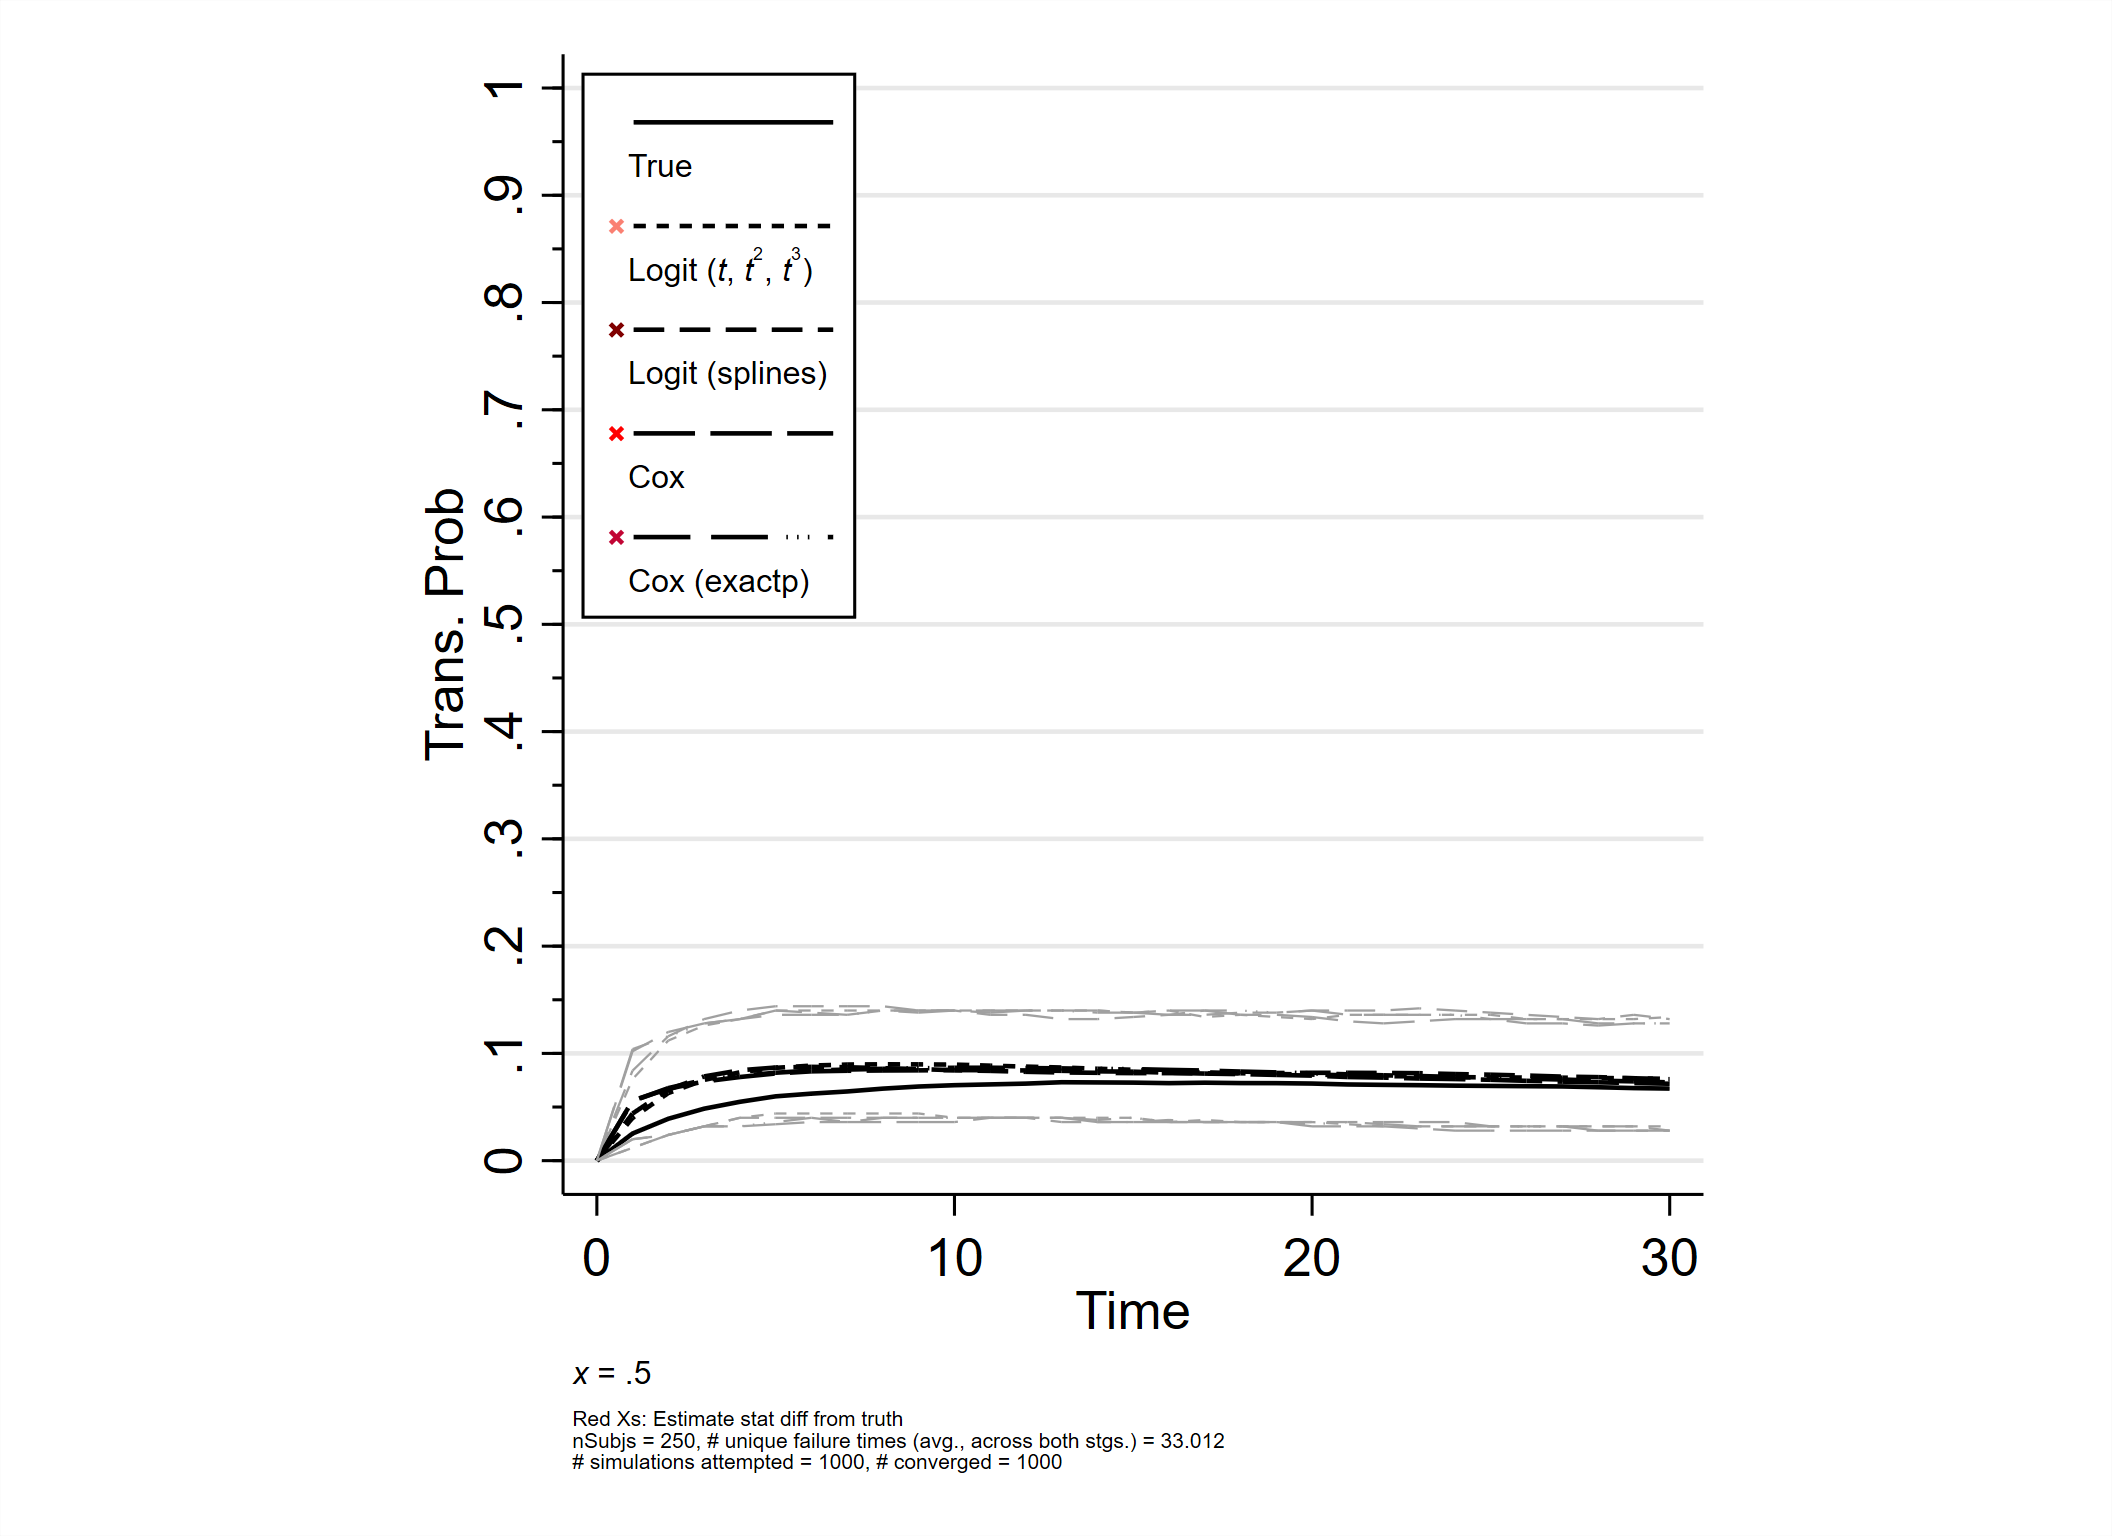 True
Logit (t, t², t³)
Logit (splines)
Cox
Cox (exactp)
Trans. Prob
1
.9
.8
.7
.6
.5
.4
.3
.2
.1
0
0 10 20 30
Time
x = .5
Red Xs: Estimate stat diff from truth
nSubjs = 250, # unique failure times (avg., across both stgs.) = 33.012
# simulations attempted = 1000, # converged = 1000